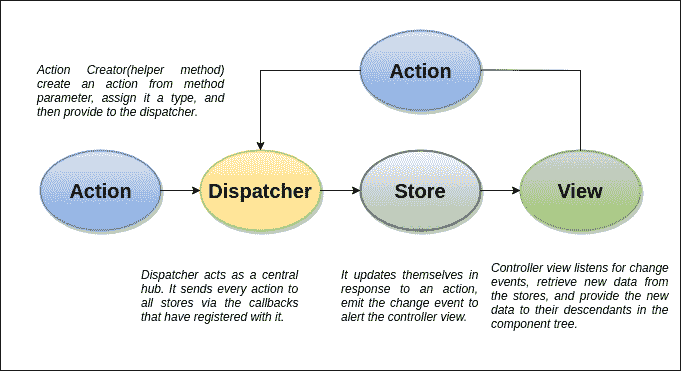 Action Creator(helper method)
create an action from method
parameter, assign it a type, and
then provide to the dispatcher.
Action
Action
Dispatcher
Store
View
Dispatcher acts as a central
hub. It sends every action to
all stores via the callbacks
that have registered with it.
It updates themselves in
response to an action,
emit the change event to
alert the controller view.
Controller view listens for change
events, retrieve new data from
the stores, and provide the new
data to their descendants in the
component tree.